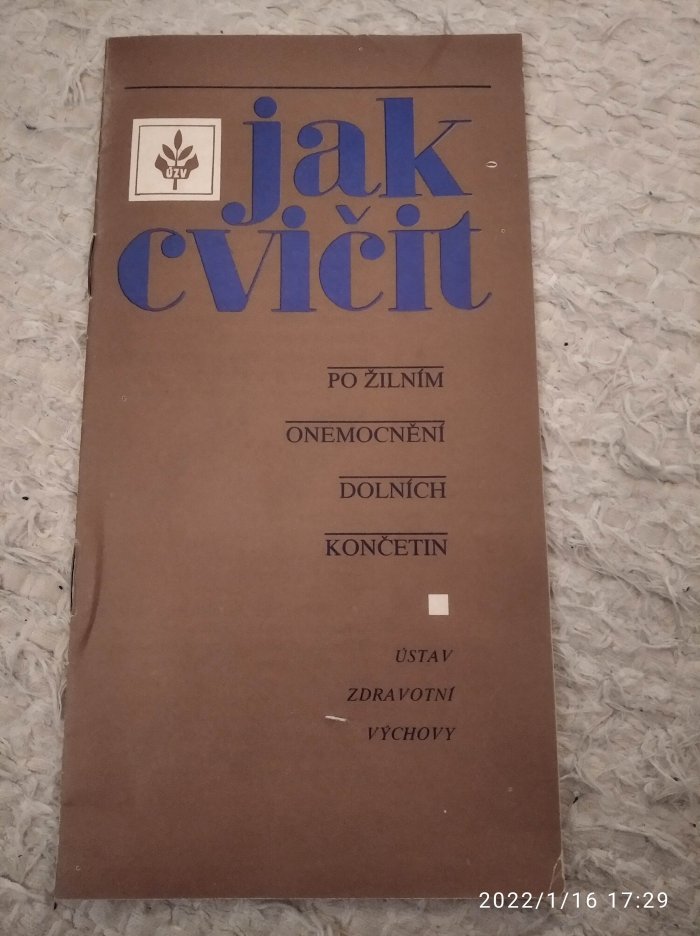 jak
ÚZV
cvičit
PO ŽILNÍM
ONEMOCNĚNÍ
DOLNÍCH
KONČETIN
ÚSTAV
ZDRAVOTNÍ
VÝCHOVY
2022/1/16 17:29